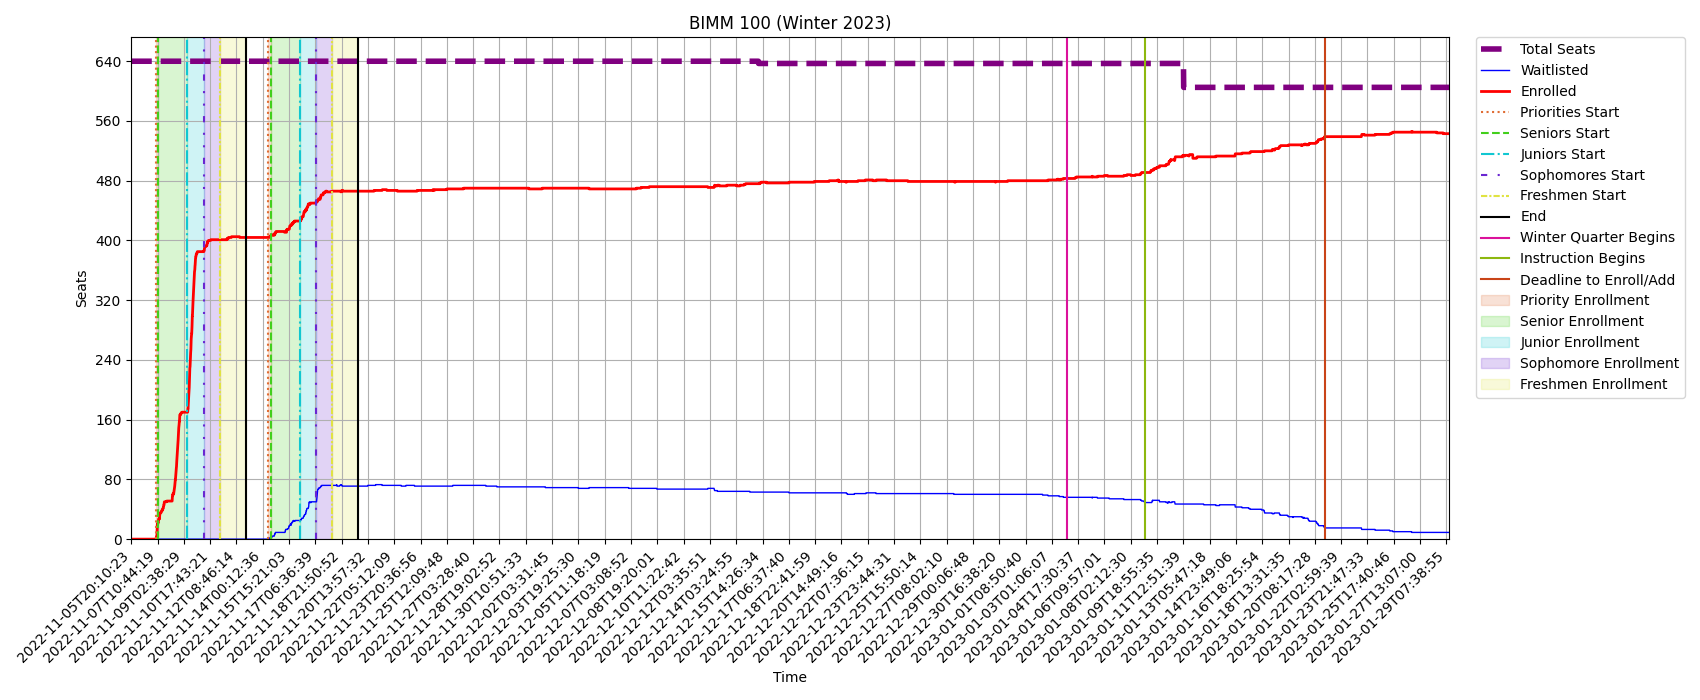 BIMM 100 (Winter 2023)
Seats
640
560
480
400
320
240
160
80
0
2022-11-05T20:10:23
2022-11-07T10:44:19
2022-11-09T02:38:29
2022-11-10T17:43:21
2022-11-12T08:46:14
2022-11-14T00:12:36
2022-11-15T15:21:03
2022-11-17T06:36:39
2022-11-18T21:50:52
2022-11-20T13:57:32
2022-11-22T05:12:09
2022-11-23T20:36:56
2022-11-25T12:09:48
2022-11-27T03:28:40
2022-11-28T19:02:52
2022-11-30T10:51:33
2022-12-02T03:31:45
2022-12-03T19:25:30
2022-12-05T11:18:19
2022-12-07T03:08:52
2022-12-08T19:20:01
2022-12-10T11:22:42
2022-12-12T03:35:51
2022-12-14T03:24:55
2022-12-15T14:26:34
2022-12-17T06:37:40
2022-12-18T22:41:59
2022-12-20T14:49:16
2022-12-22T07:36:15
2022-12-23T23:44:31
2022-12-25T15:50:14
2022-12-27T08:02:10
2022-12-29T00:06:48
2022-12-30T16:38:20
2023-01-01T08:50:40
2023-01-03T01:06:07
2023-01-04T17:30:37
2023-01-06T09:57:01
2023-01-08T02:12:30
2023-01-09T18:55:35
2023-01-11T12:51:39
2023-01-13T05:47:18
2023-01-14T23:49:06
2023-01-16T18:25:54
2023-01-18T13:31:35
2023-01-20T08:17:28
2023-01-22T02:59:39
2023-01-23T21:47:33
2023-01-25T17:40:46
2023-01-27T13:07:00
2023-01-29T07:38:55
Time
Total Seats
Waitlisted
Enrolled
Priorities Start
Seniors Start
Juniors Start
Sophomores Start
Freshmen Start
End
Winter Quarter Begins
Instruction Begins
Deadline to Enroll/Add
Priority Enrollment
Senior Enrollment
Junior Enrollment
Sophomore Enrollment
Freshmen Enrollment